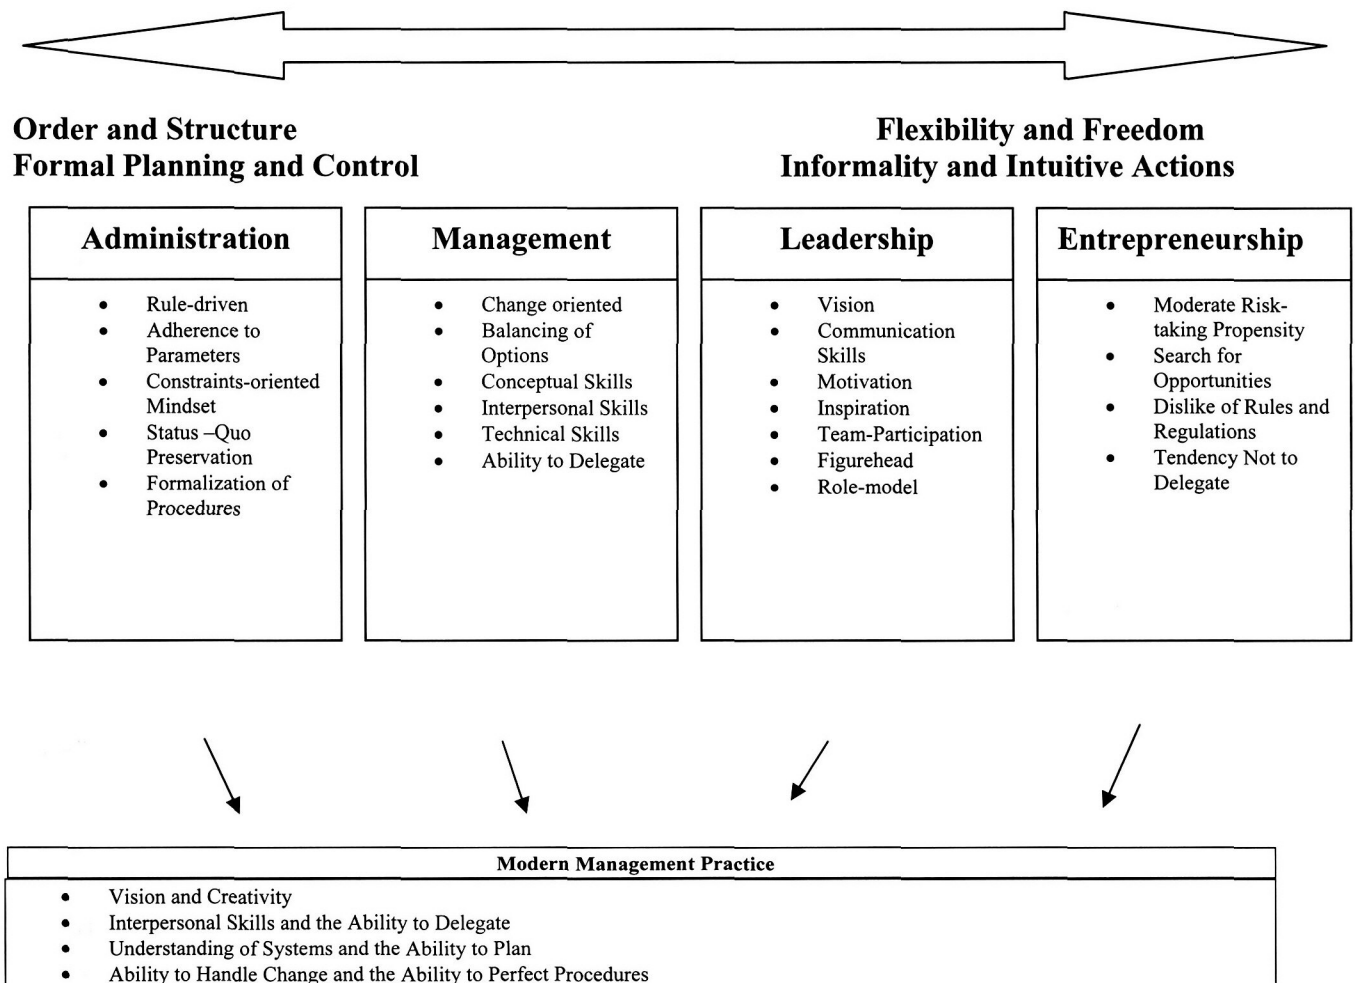 Order and Structure
Formal Planning and Control
Flexibility and Freedom
Informality and Intuitive Actions
Administration
• Rule-driven
• Adherence to
Parameters
• Constraints-oriented
Mindset
• Status –Quo
Preservation
• Formalization of
Procedures
Management
• Change oriented
• Balancing of
Options
• Conceptual Skills
• Interpersonal Skills
• Technical Skills
• Ability to Delegate
Leadership
• Vision
• Communication
Skills
• Motivation
• Inspiration
• Team-Participation
• Figurehead
• Role-model
Entrepreneurship
• Moderate Risk-
taking Propensity
• Search for
Opportunities
• Dislike of Rules and
Regulations
• Tendency Not to
Delegate
Modern Management Practice
• Vision and Creativity
• Interpersonal Skills and the Ability to Delegate
• Understanding of Systems and the Ability to Plan
• Ability to Handle Change and the Ability to Perfect Procedures